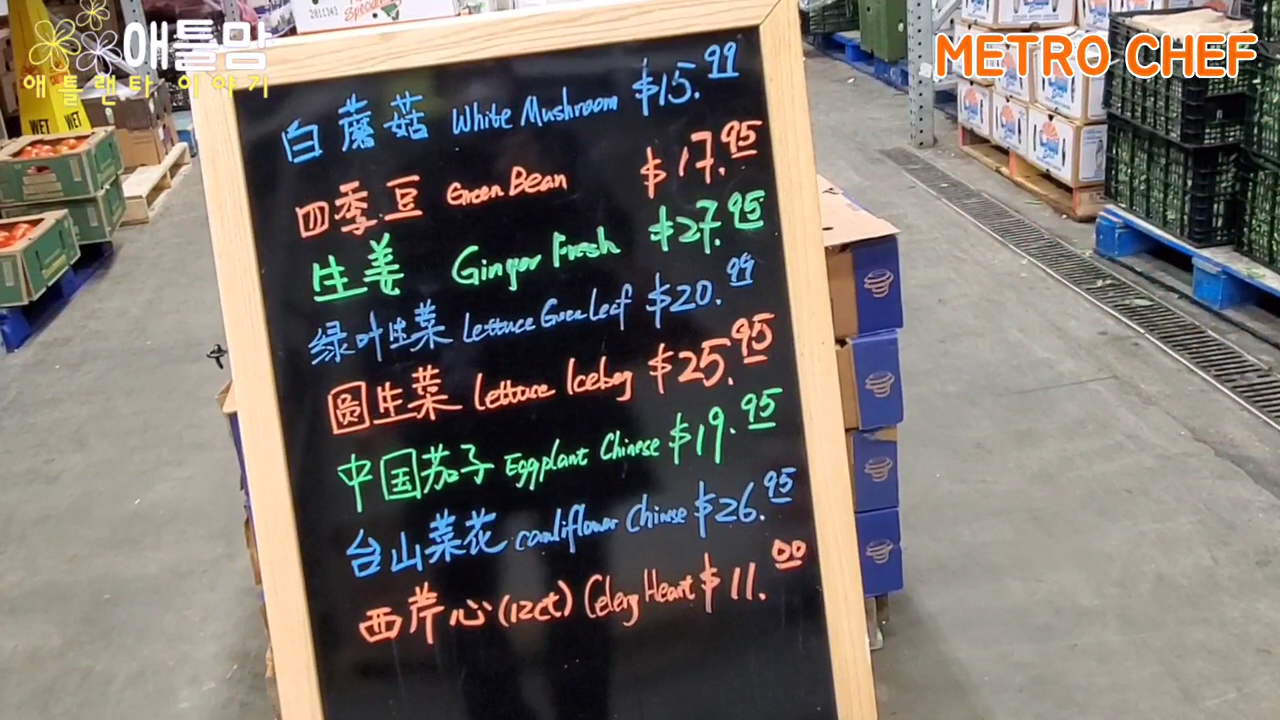 애틀맘
애틀랜타 이야기
METRO CHEF
2011341
Special
WET WET
白蘑菇 White Mushroom $15.99
四季豆 Green Bean $17.95
生姜 Ginger Fresh $27.95
绿叶生菜 lettuce Green leaf $20.99
圆生菜 lettuce Iceberg $25.95
中国茄子 Eggplant Chinese $19.95
台山菜花 cauliflower Chinese $26.95
西芹心 (12ct) Celery Heart $11.00